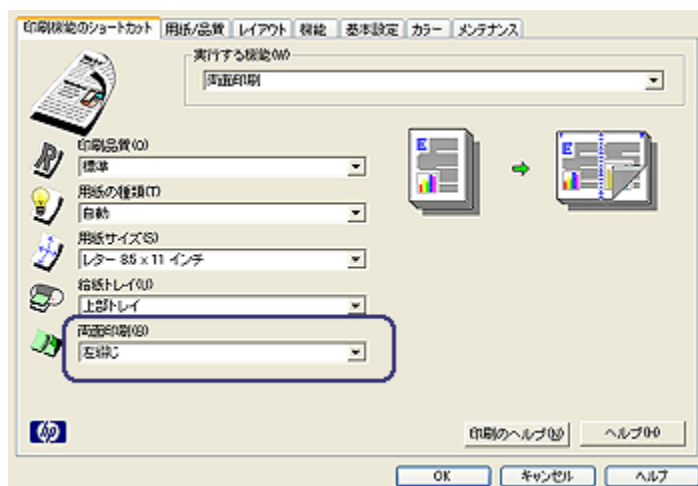 印刷機能のショートカット 用紙/品質 レイアウト 機能 基本設定 カラー メンテナンス
実行する機能(W)
両面印刷
印刷品質(O)
標準
用紙の種類(T)
自動
用紙サイズ(S)
レター 8.5 x 11 インチ
給紙トレイ(U)
上部トレイ
両面印刷(B)
左綴じ
E
E
hp
印刷のヘルプ(N) ヘルプ(H)
OK キャンセル ヘルプ